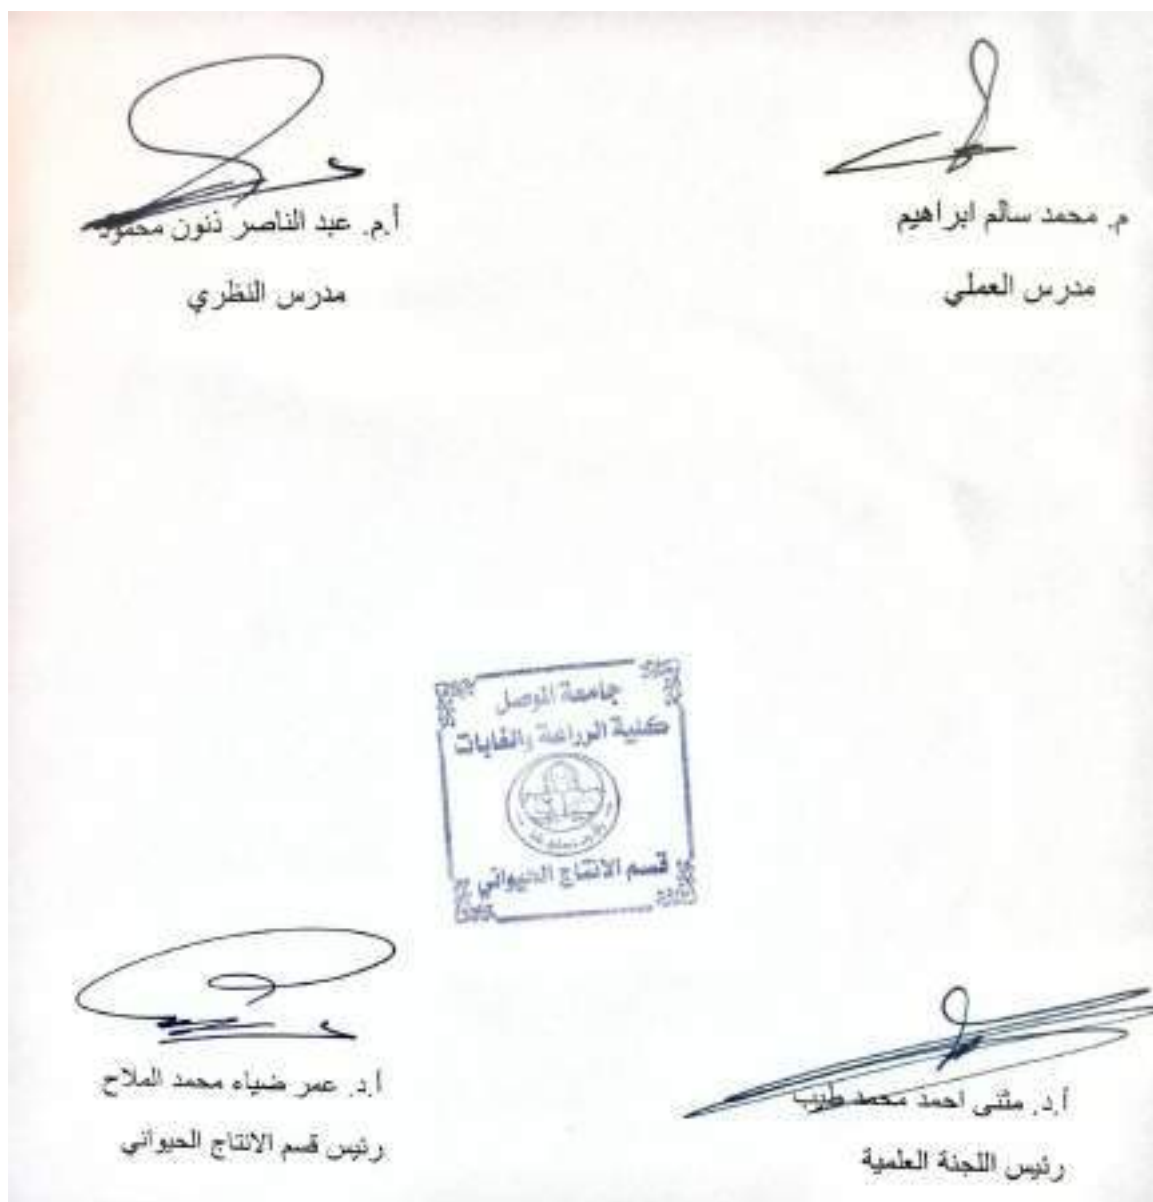 م. محمد سالم ابراهيم
مدرس العملي
أ.م. عبد الناصر ذنون محمود
مدرس النظري
جامعة الموصل
كلية الزراعة والغابات
قسم الانتاج الحيواني
أ.د. مثنى احمد محمد طيب
رئيس اللجنة العلمية
أ.د. عمر ضياء محمد الملاح
رئيس قسم الانتاج الحيواني